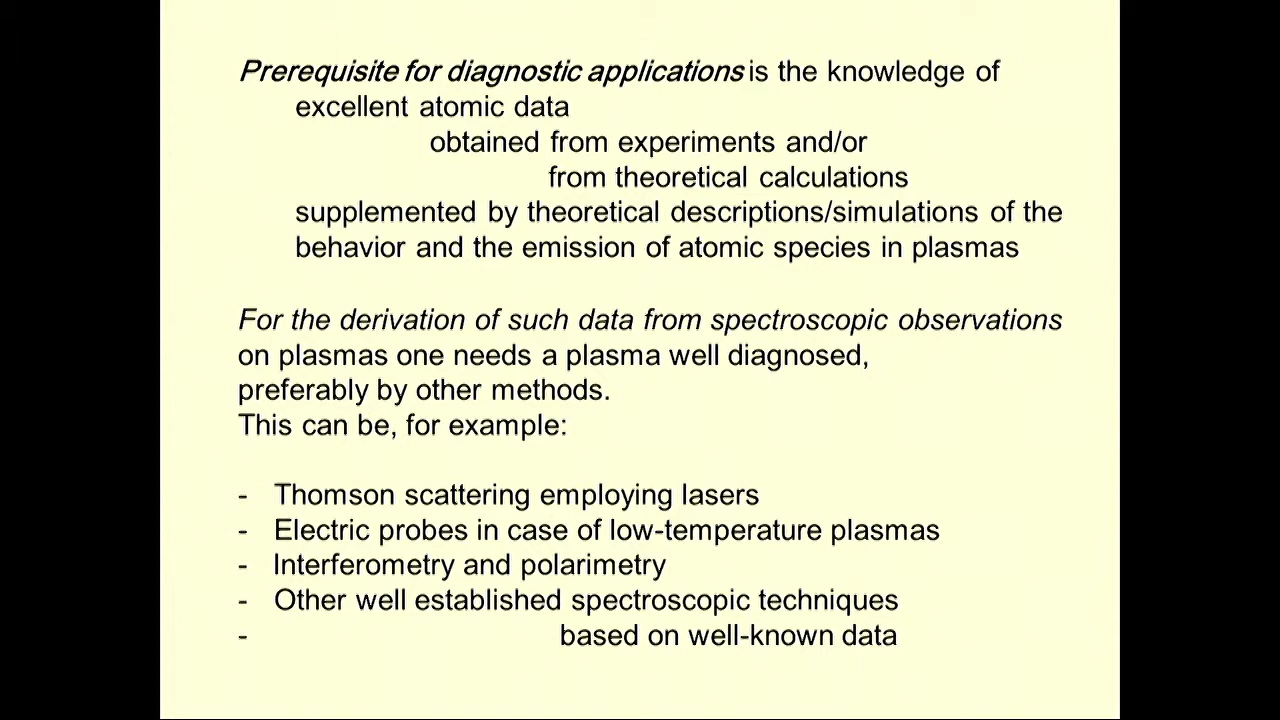 Prerequisite for diagnostic applications is the knowledge of
excellent atomic data
obtained from experiments and/or
from theoretical calculations
supplemented by theoretical descriptions/simulations of the
behavior and the emission of atomic species in plasmas
For the derivation of such data from spectroscopic observations
on plasmas one needs a plasma well diagnosed,
preferably by other methods.
This can be, for example:
- Thomson scattering employing lasers
- Electric probes in case of low-temperature plasmas
- Interferometry and polarimetry
- Other well established spectroscopic techniques
- based on well-known data